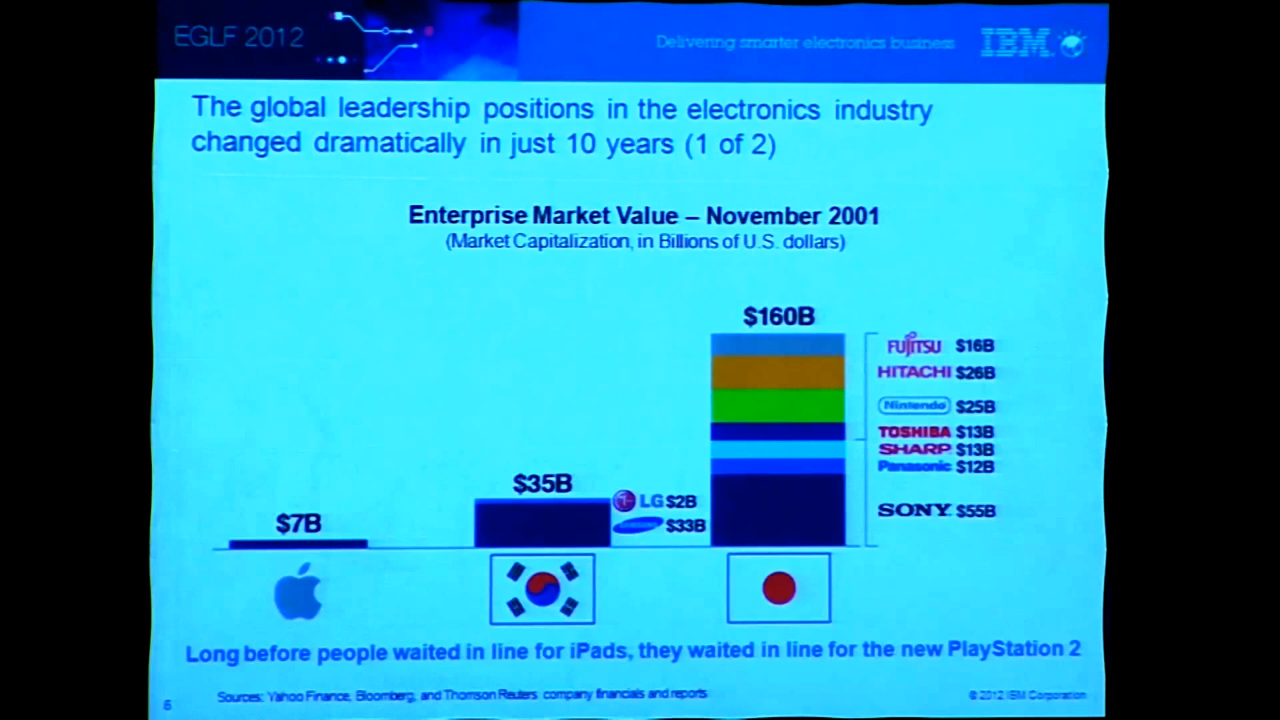 EGLF 2012
Delivering smarter electronics business
IBM
The global leadership positions in the electronics industry
changed dramatically in just 10 years (1 of 2)
Enterprise Market Value – November 2001
(Market Capitalization, in Billions of U.S. dollars)
$160B
FUJITSU $16B
HITACHI $26B
Nintendo $25B
TOSHIBA $13B
SHARP $13B
Panasonic $12B
SONY $55B
$35B
LG $2B
SAMSUNG $33B
$7B
Long before people waited in line for iPads, they waited in line for the new PlayStation 2
Sources: Yahoo Finance, Bloomberg, and Thomson Reuters company financials and reports
6
© 2012 IBM Corporation